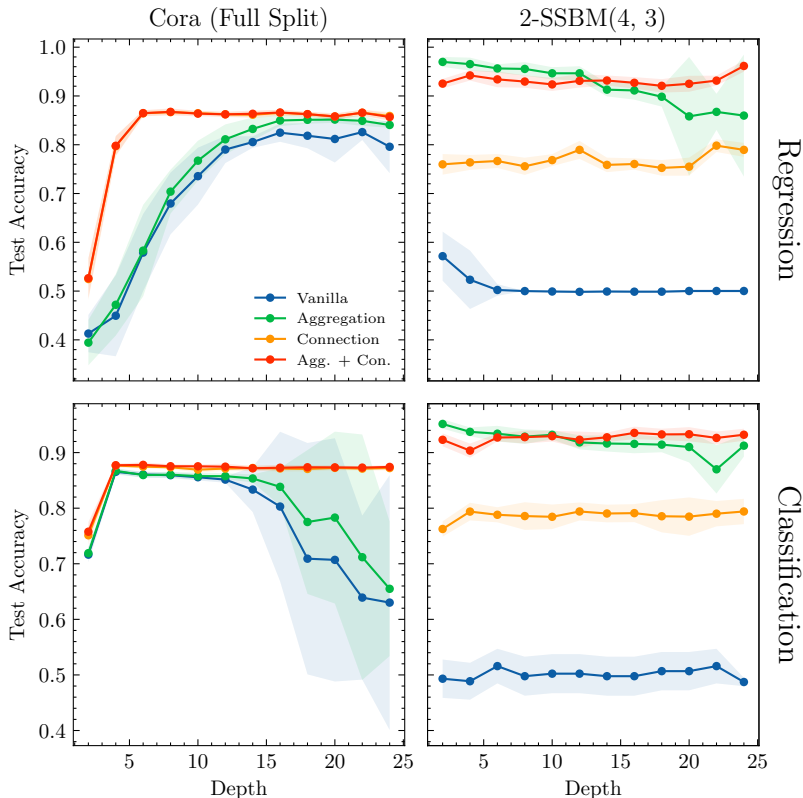 Cora (Full Split)
2-SSBM(4, 3)
Test Accuracy
1.0
0.9
0.8
0.7
0.6
0.5
0.4
Vanilla
Aggregation
Connection
Agg. + Con.
Regression
Test Accuracy
0.9
0.8
0.7
0.6
0.5
0.4
5
10
15
20
25
Depth
5
10
15
20
25
Depth
Classification